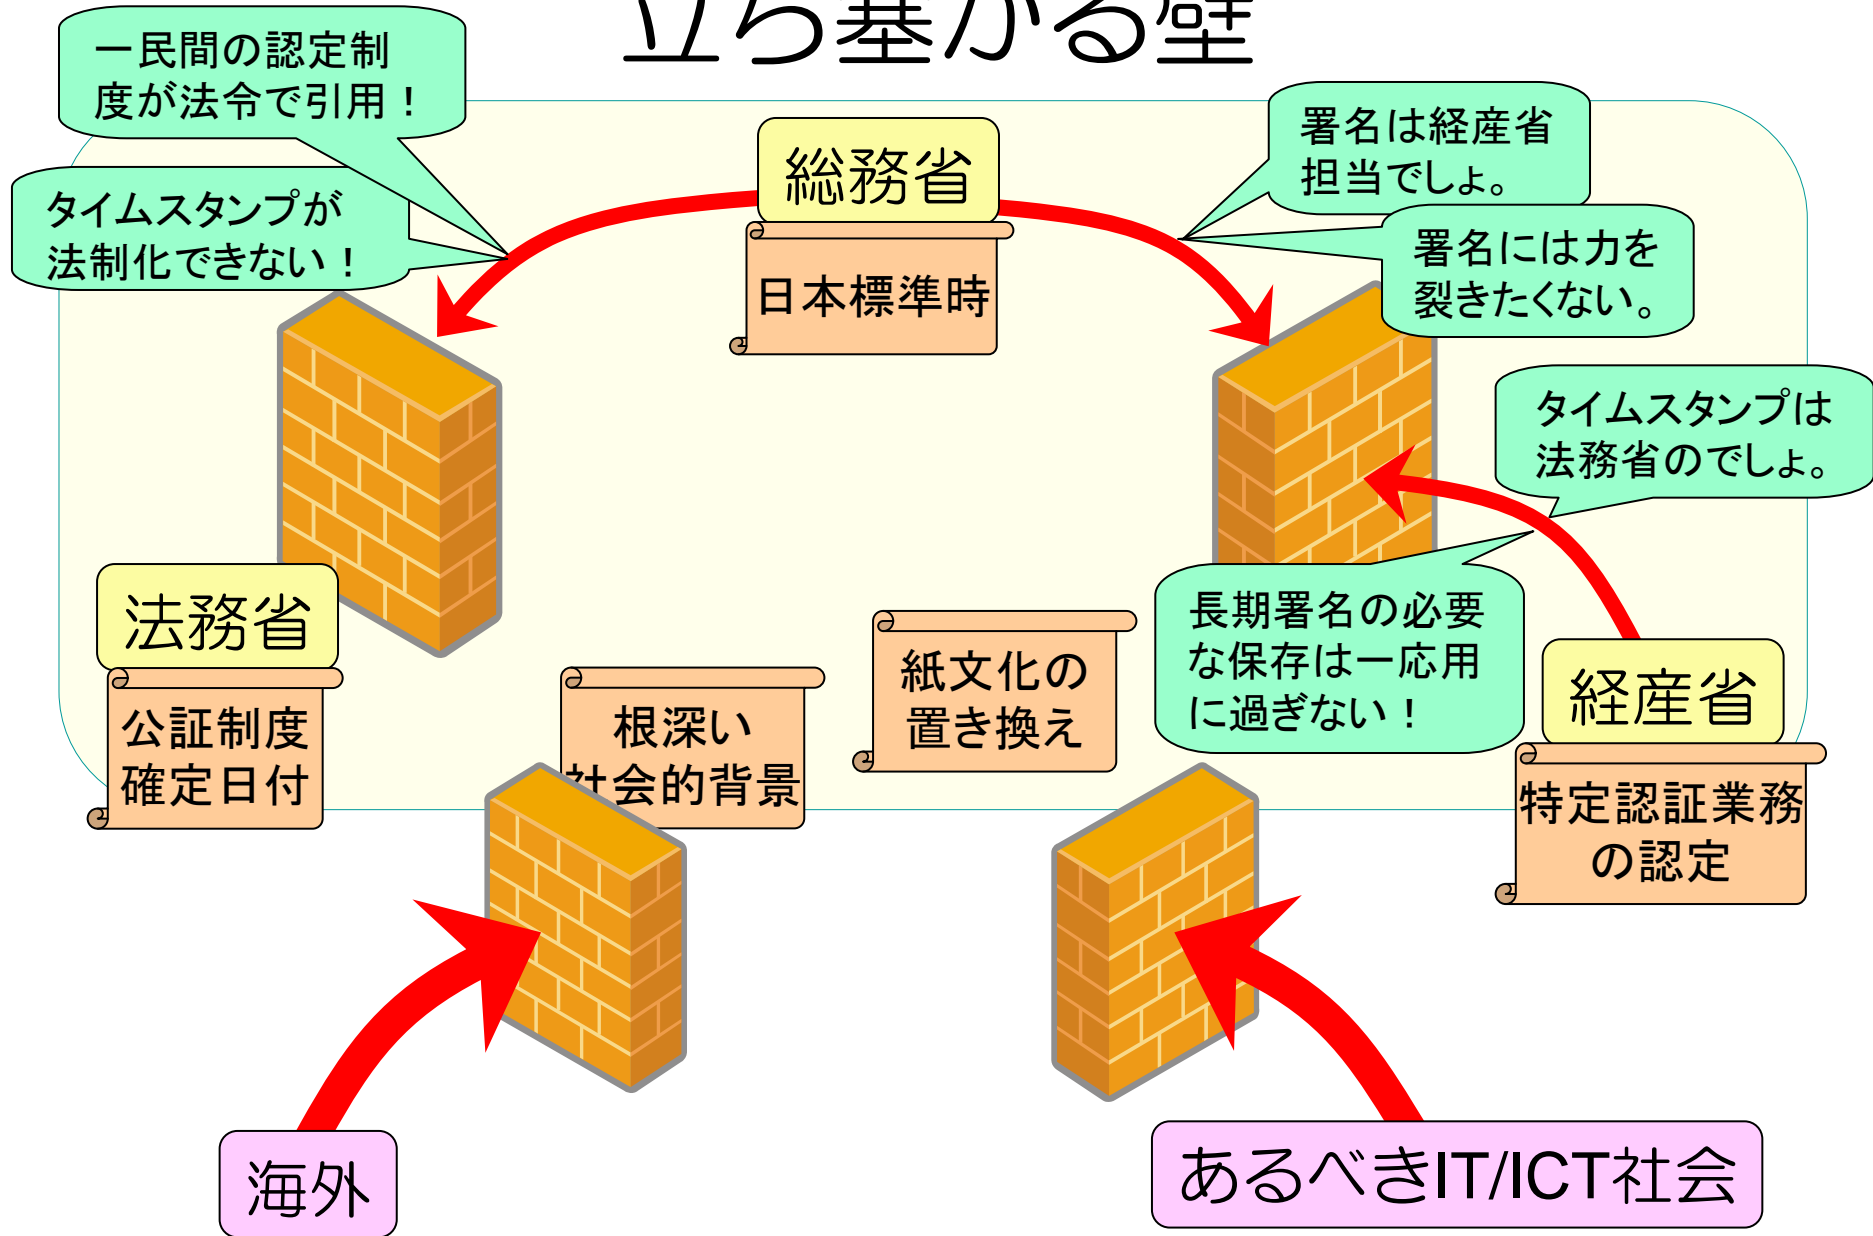 立ち塞がる壁
一民間の認定制
度が法令で引用！
タイムスタンプが
法制化できない！
総務省
日本標準時
署名は経産省
担当でしょ。
署名には力を
裂きたくない。
タイムスタンプは
法務省のでしょ。
長期署名の必要
な保存は一応用
に過ぎない！
法務省
公証制度
確定日付
根深い
社会的背景
紙文化の
置き換え
経産省
特定認証業務
の認定
海外
あるべきIT/ICT社会